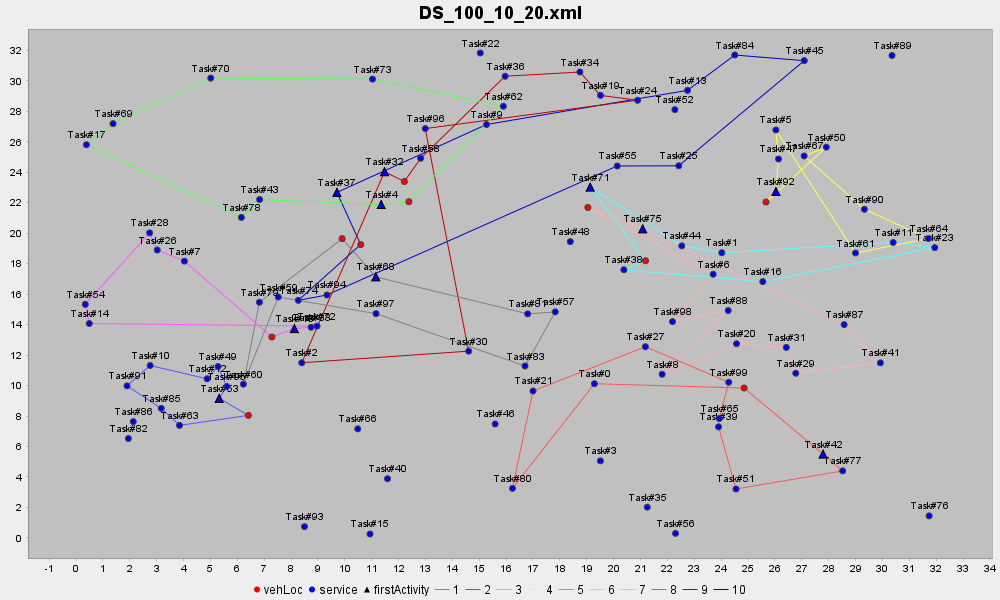 DS_100_10_20.xml
Task#22
Task#84
Task#45
Task#89
Task#36
Task#34
Task#70
Task#73
Task#19
Task#13
Task#24
Task#62
Task#52
Task#69
Task#9
Task#96
Task#5
Task#17
Task#50
Task#67
Task#32
Task#55
Task#25
Task#37
Task#71
Task#92
Task#43
Task#4
Task#78
Task#90
Task#75
Task#28
Task#48
Task#44
Task#11
Task#64
Task#23
Task#26
Task#1
Task#61
Task#7
Task#38
Task#68
Task#6
Task#16
Task#94
Task#54
Task#97
Task#57
Task#88
Task#14
Task#98
Task#87
Task#30
Task#27
Task#20
Task#31
Task#2
Task#83
Task#41
Task#10
Task#49
Task#8
Task#29
Task#91
Task#60
Task#21
Task#0
Task#99
Task#53
Task#85
Task#86
Task#63
Task#65
Task#39
Task#82
Task#66
Task#46
Task#42
Task#3
Task#77
Task#40
Task#80
Task#51
Task#35
Task#76
Task#93
Task#15
Task#56
32
30
28
26
24
22
20
18
16
14
12
10
8
6
4
2
0
-1 0 1 2 3 4 5 6 7 8 9 10 11 12 13 14 15 16 17 18 19 20 21 22 23 24 25 26 27 28 29 30 31 32 33 34
vehLoc service firstActivity 1 2 3 4 5 6 7 8 9 10